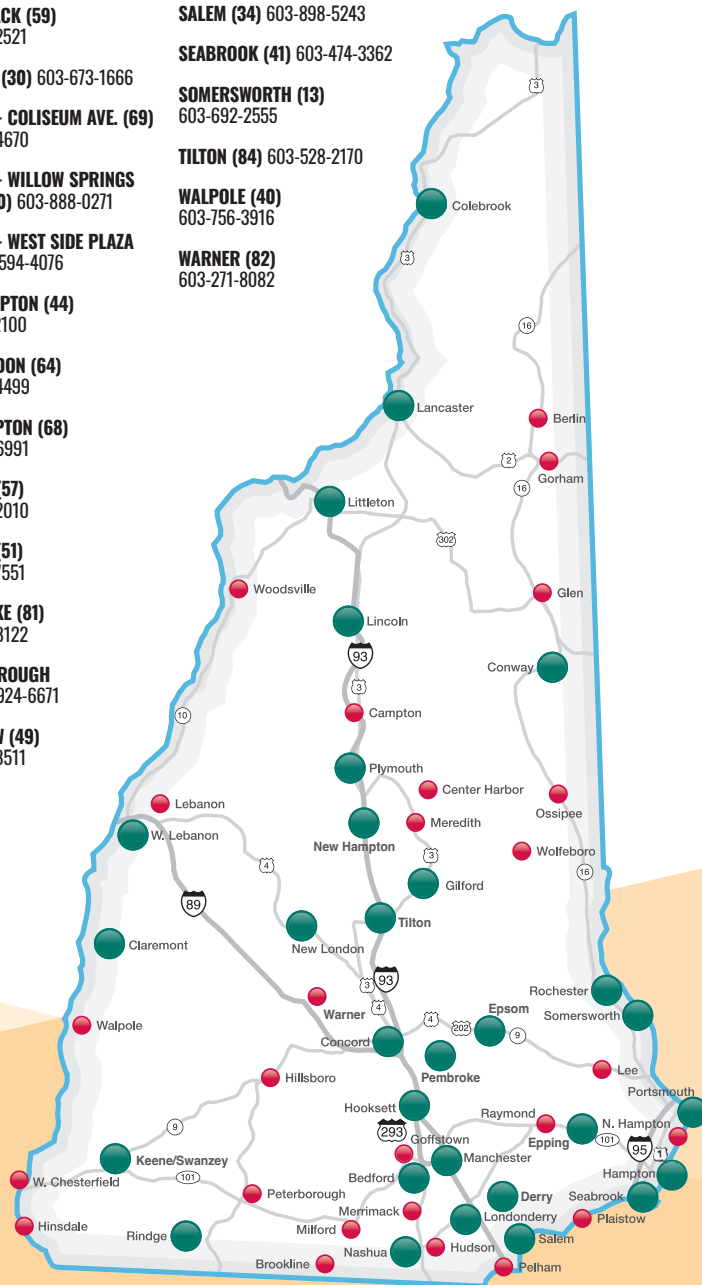 CK (59)
2521
(30) 603-673-1666
- COLISEUM AVE. (69)
4670
- WILLOW SPRINGS
0) 603-888-0271
- WEST SIDE PLAZA
594-4076
PTON (44)
2100
DON (64)
4499
PTON (68)
6991
(57)
2010
(51)
7551
KE (81)
3122
ROUGH
924-6671
W (49)
3511
SALEM (34) 603-898-5243
SEABROOK (41) 603-474-3362
SOMERSWORTH (13)
603-692-2555
TILTON (84) 603-528-2170
WALPOLE (40)
603-756-3916
WARNER (82)
603-271-8082
3
Colebrook
3
16
Lancaster
Berlin
2
Gorham
16
Littleton
302
Woodsville
Glen
Lincoln
93
Conway
3
Campton
10
Plymouth
Center Harbor
Ossipee
Lebanon
Meredith
W. Lebanon
New Hampton
Wolfeboro
3
4
16
Gilford
89
Tilton
New London
Claremont
93
3
Rochester
Warner
4
Epsom
Somersworth
4
202
9
Walpole
Concord
Pembroke
Lee
Hillsboro
Portsmouth
Hooksett
Raymond
N. Hampton
9
293
Goffstown
Epping
101
95
1
Keene/Swanzey
Manchester
Hampton
101
Bedford
W. Chesterfield
Peterborough
Derry
Seabrook
Merrimack
Londonderry
Plaistow
Hinsdale
Milford
Rindge
Nashua
Hudson
Salem
Brookline
Pelham